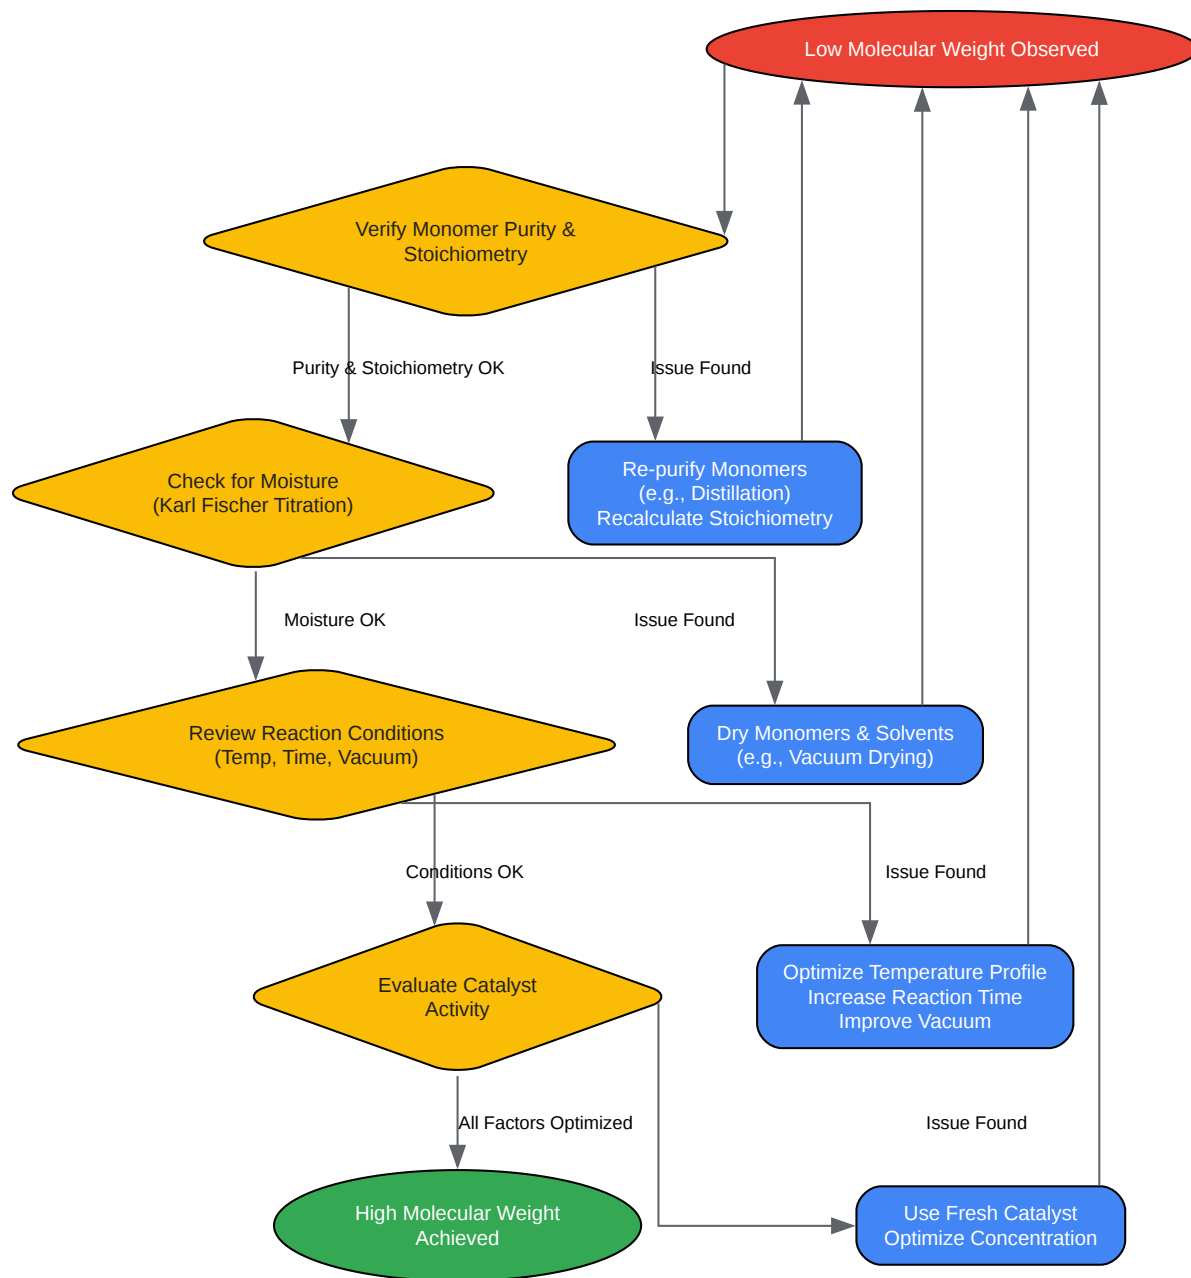 Low Molecular Weight Observed
Verify Monomer Purity &
Stoichiometry
Purity & Stoichiometry OK
Issue Found
Check for Moisture
(Karl Fischer Titration)
Re-purify Monomers
(e.g., Distillation)
Recalculate Stoichiometry
Moisture OK
Issue Found
Review Reaction Conditions
(Temp, Time, Vacuum)
Dry Monomers & Solvents
(e.g., Vacuum Drying)
Conditions OK
Issue Found
Evaluate Catalyst
Activity
Optimize Temperature Profile
Increase Reaction Time
Improve Vacuum
All Factors Optimized
Issue Found
High Molecular Weight
Achieved
Use Fresh Catalyst
Optimize Concentration